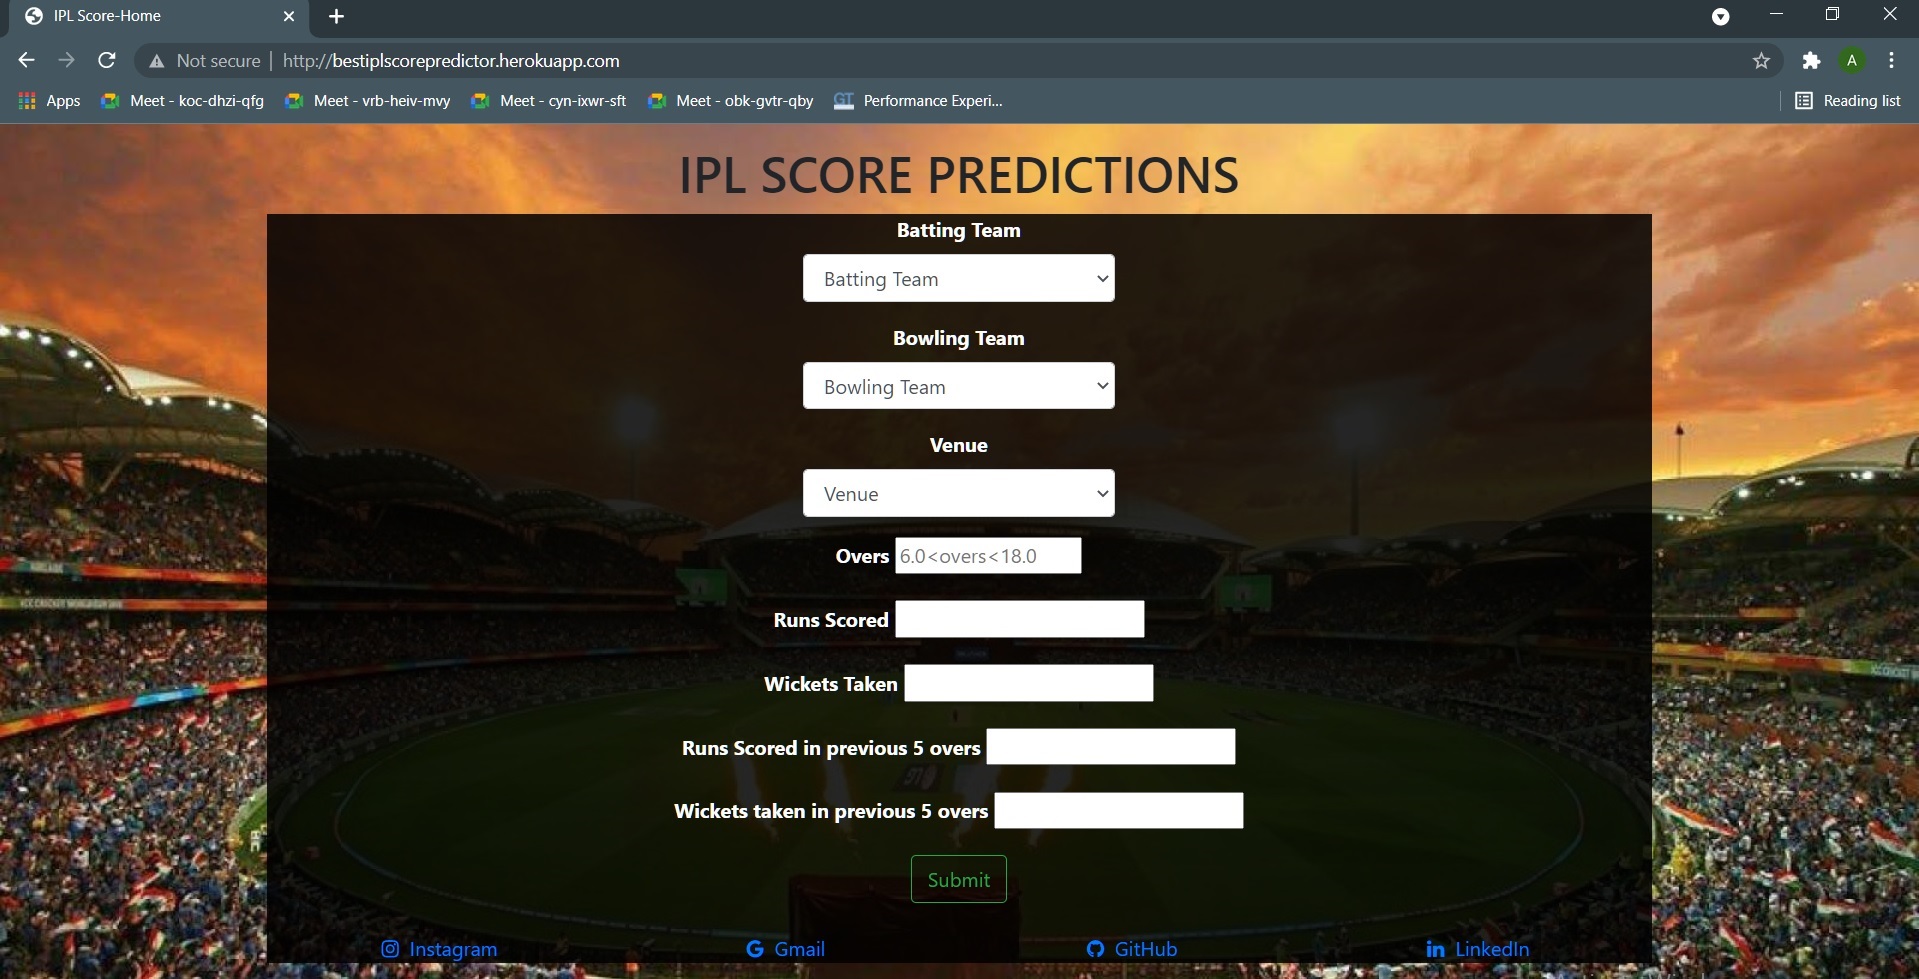 IPL Score-Home
Not secure | http://bestiplscorepredictor.herokuapp.com
A
Apps
Meet - koc-dhzi-qfg
Meet - vrb-heiv-mvy
Meet - cyn-ixwr-sft
Meet - obk-gvtr-qby
GT Performance Experi...
Reading list
IPL SCORE PREDICTIONS
Batting Team
Batting Team
Bowling Team
Bowling Team
Venue
Venue
Overs 6.0<overs<18.0
Runs Scored
Wickets Taken
Runs Scored in previous 5 overs
Wickets taken in previous 5 overs
Submit
Instagram
Gmail
GitHub
LinkedIn